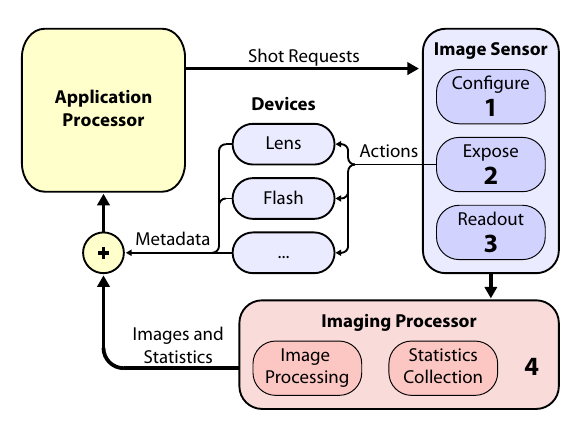 Application
Processor
Shot Requests
Image Sensor
Configure
1
Expose
2
Readout
3
Devices
Lens
Flash
...
Actions
Metadata
+
Images and
Statistics
Imaging Processor
Image
Processing
Statistics
Collection
4